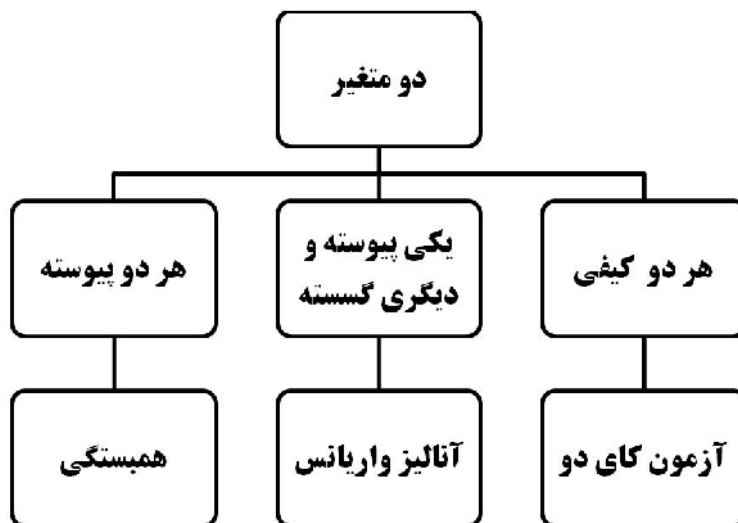 دو متغیر
هر دو کیفی
یکی پیوسته و
دیگری گسسته
هر دو پیوسته
آزمون کای دو
آنالیز واریانس
همبستگی